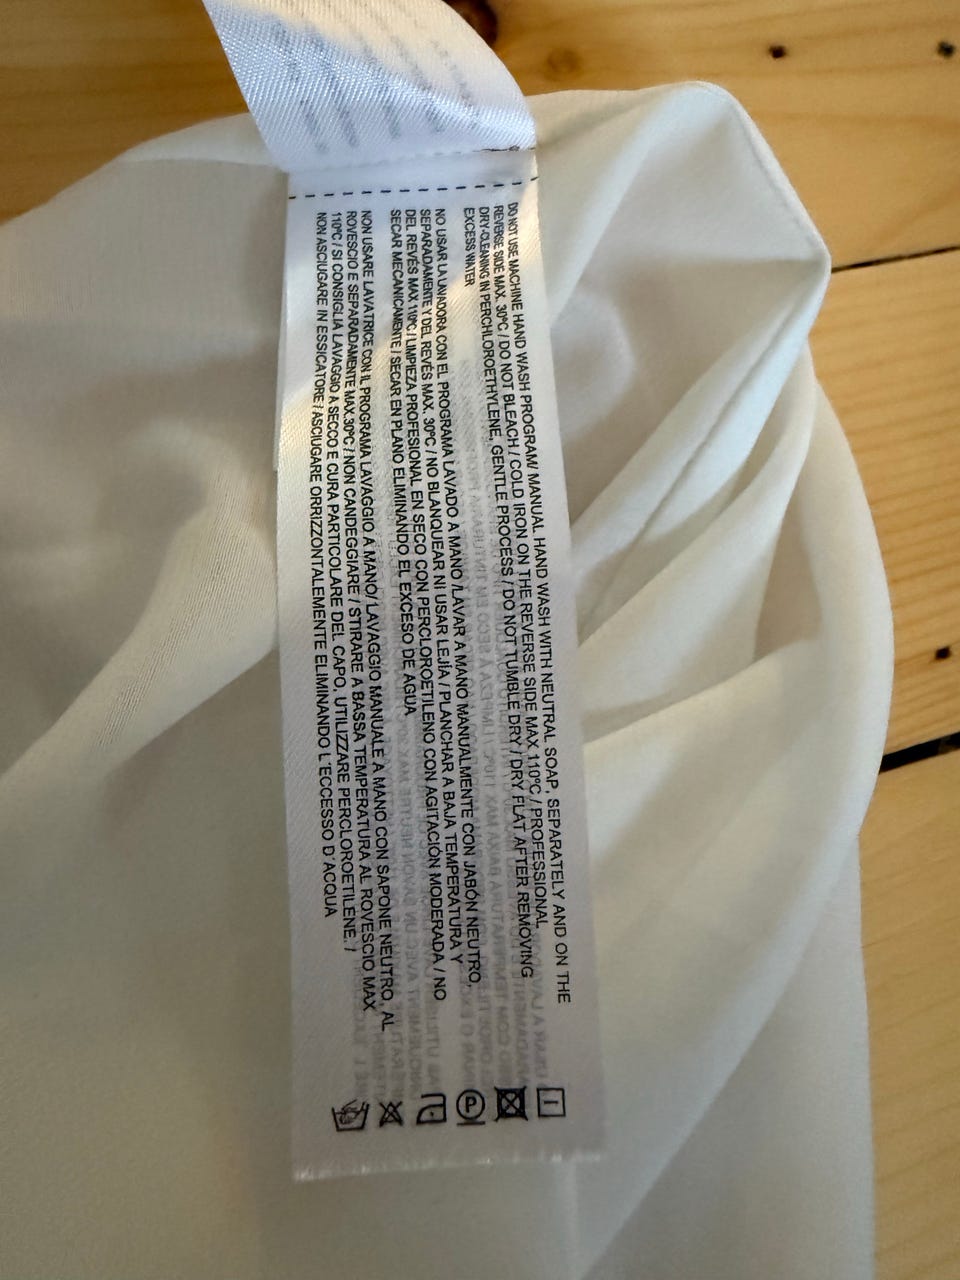 DO NOT USE MACHINE HAND WASH PROGRAM/ MANUAL HAND WASH WITH NEUTRAL SOAP, SEPARATELY AND ON THE
REVERSE SIDE MAX. 30ºC / DO NOT BLEACH / COLD IRON ON THE REVERSE SIDE MAX.110ºC / PROFESSIONAL
DRY-CLEANING IN PERCHLOROETHYLENE, GENTLE PROCESS / DO NOT TUMBLE DRY / DRY FLAT AFTER REMOVING
EXCESS WATER
NO USAR LA LAVADORA CON EL PROGRAMA LAVADO A MANO /LAVAR A MANO MANUALMENTE CON JABÓN NEUTRO,
SEPARADAMENTE Y DEL REVÉS MAX. 30ºC / NO BLANQUEAR NI USAR LEJÍA / PLANCHAR A BAJA TEMPERATURA Y
DEL REVÉS MAX.110ºC / LIMPIEZA PROFESIONAL EN SECO CON PERCLOROETILENO CON AGITACIÓN MODERADA / NO
SECAR MECANICAMENTE / SECAR EN PLANO ELIMINANDO EL EXCESO DE AGUA
NON USARE LAVATRICE CON IL PROGRAMA LAVAGGIO A MANO/ LAVAGGIO MANUALE A MANO CON SAPONE NEUTRO, AL
ROVESCIO E SEPARADAMENTE MAX.30ºC / NON CANDEGGIARE / STIRARE A BASSA TEMPERATURA AL ROVESCIO MAX
110ºC / SI CONSIGLIA LAVAGGIO A SECCO E CURA PARTICOLARE DEL CAPO, UTILIZZARE PERCLOROETILENE. /
NON ASCIUGARE IN ESSICATORE / ASCIUGARE ORRIZZONTALEMENTE ELIMINANDO L'ECCESSO D'ACQUA
P